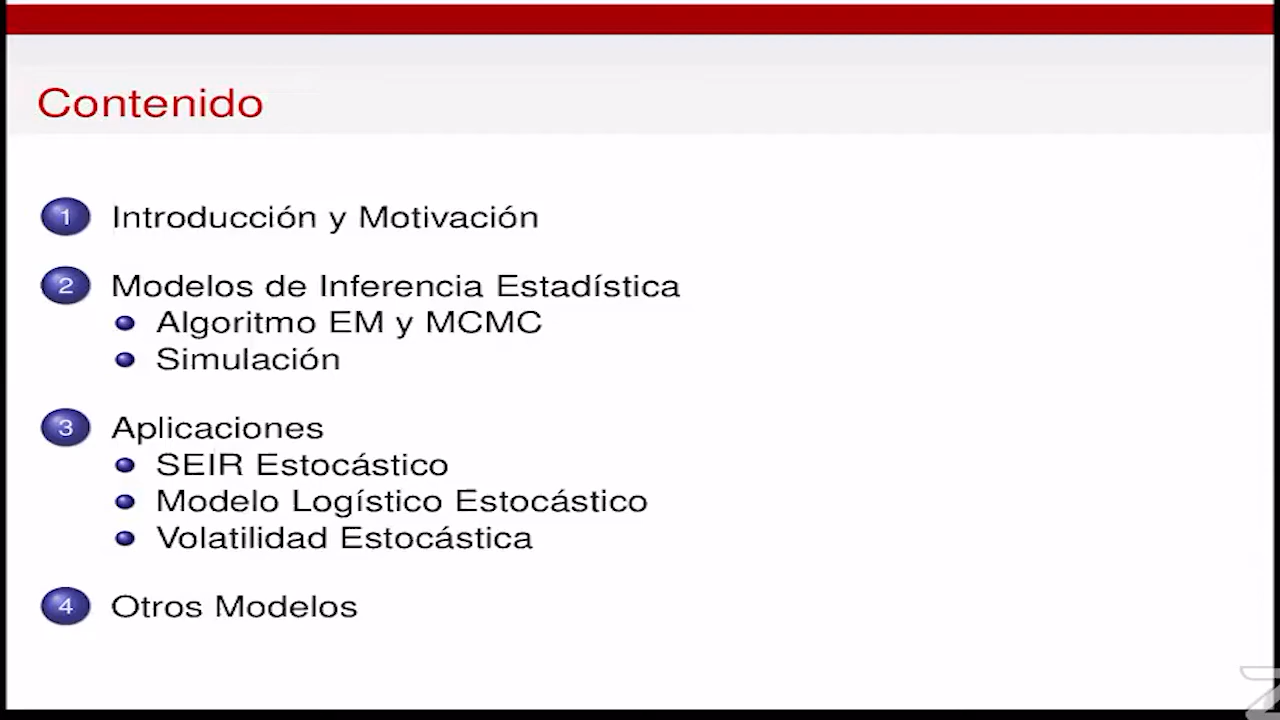 Contenido
1 Introducción y Motivación
2 Modelos de Inferencia Estadística
Algoritmo EM y MCMC
Simulación
3 Aplicaciones
SEIR Estocástico
Modelo Logístico Estocástico
Volatilidad Estocástica
4 Otros Modelos